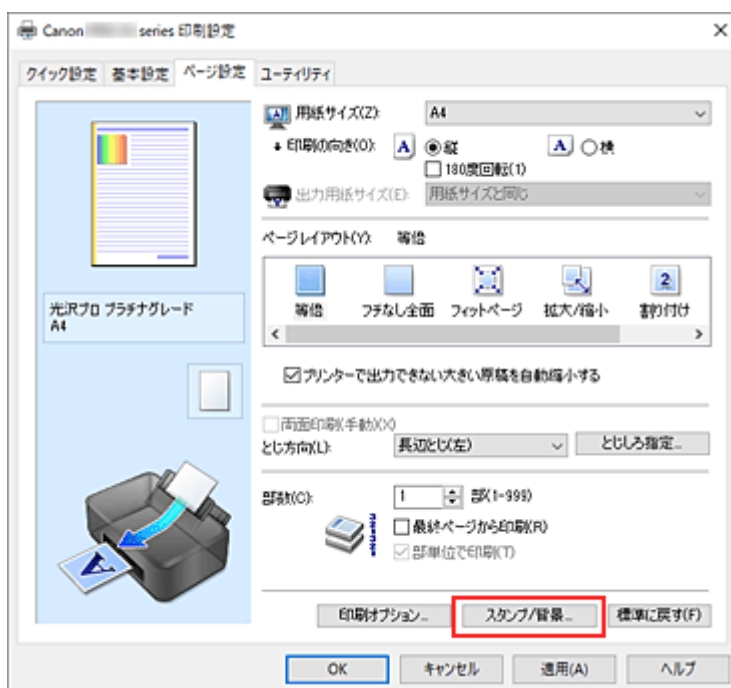 Canon series 印刷設定
クイック設定 基本設定 ページ設定 ユーティリティ
用紙サイズ(Z): A4
印刷の向き(O): A 縦 A 横
180度回転(1)
出力用紙サイズ(E): 用紙サイズと同じ
ページレイアウト(Y): 等倍
等倍 フチなし全面 フィットページ 拡大/縮小 2 割り付け
光沢プロ プラチナグレード
A4
プリンターで出力できない大きい原稿を自動縮小する
両面印刷(手動)(X)
とじ方向(L): 長辺とじ(左) とじしろ指定...
部数(C): 1 部(1-999)
最終ページから印刷(R)
部単位で印刷(T)
A
印刷オプション... スタンプ/背景... 標準に戻す(F)
OK キャンセル 適用(A) ヘルプ